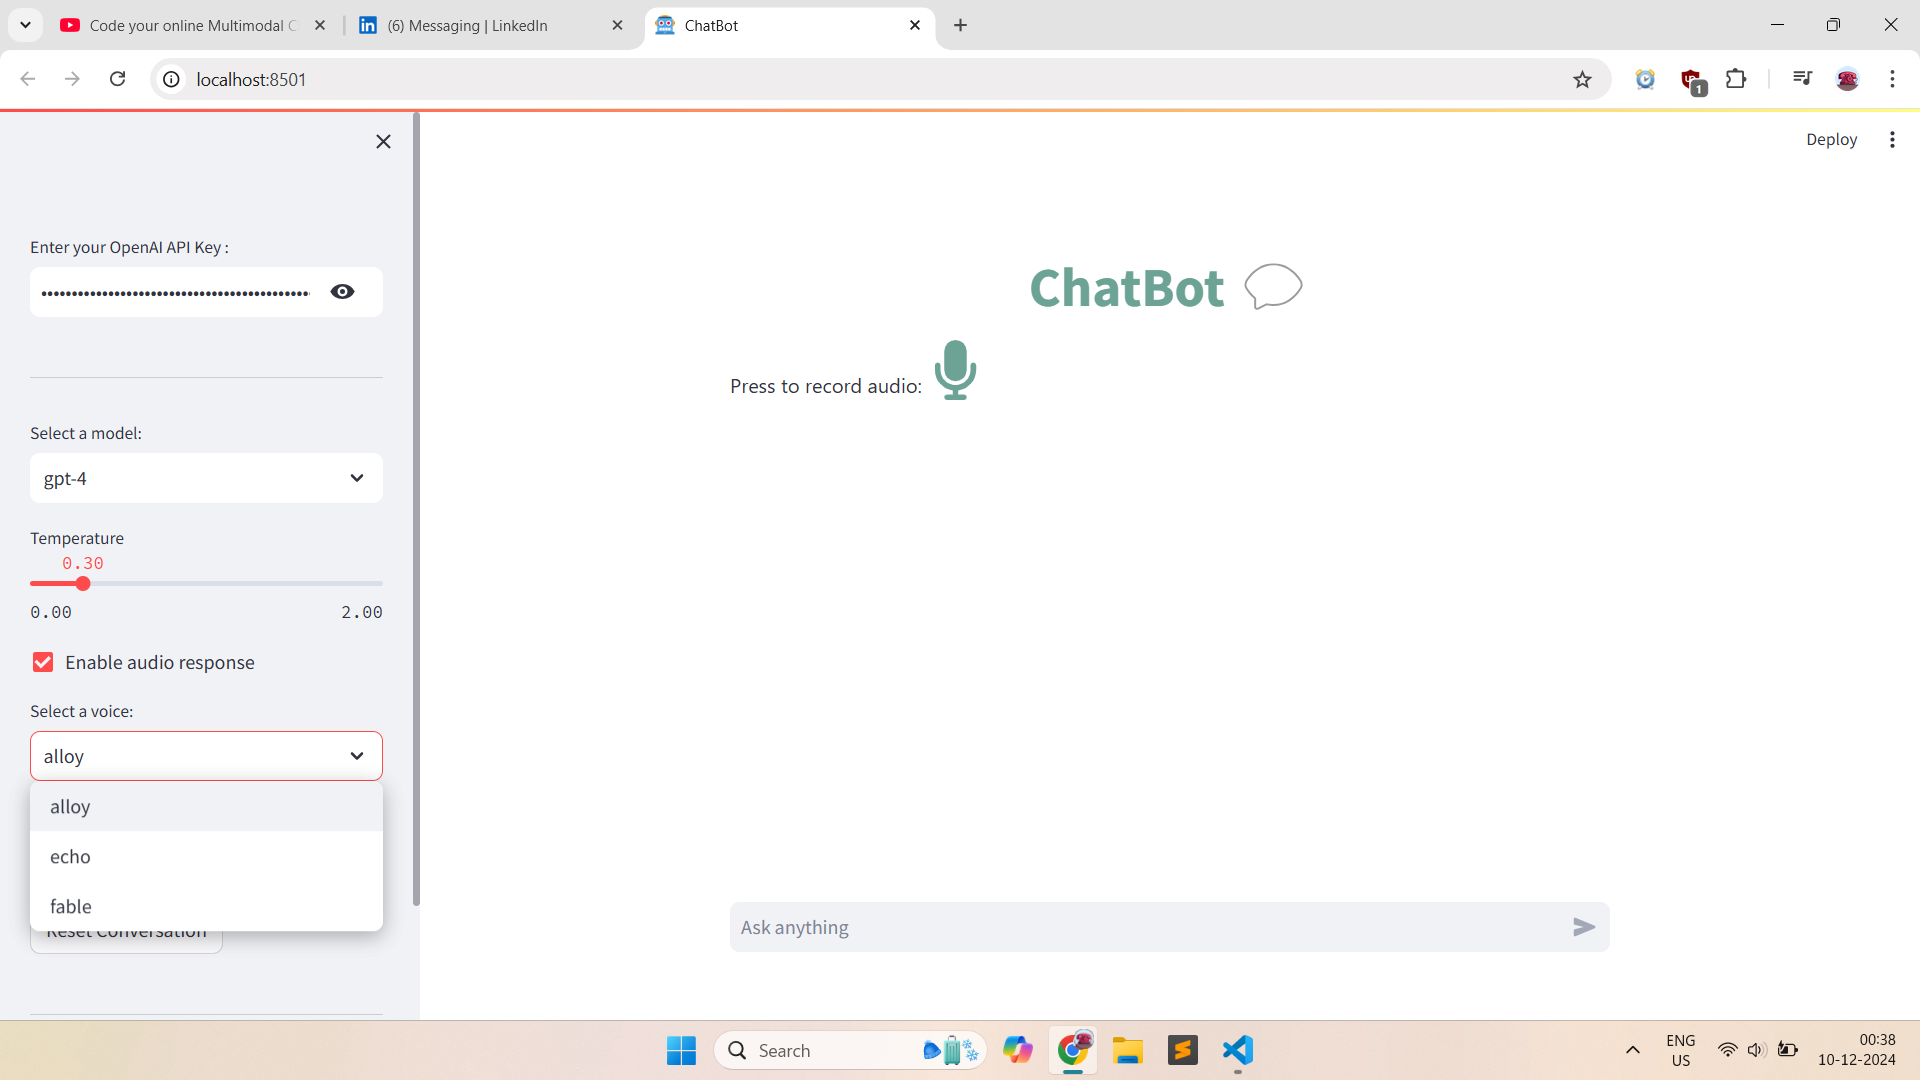 Code your online Multimodal C
(6) Messaging | LinkedIn
ChatBot
localhost:8501
1
Deploy
Enter your OpenAI API Key :
ChatBot
Press to record audio:
Select a model:
gpt-4
Temperature
0.30
0.00 2.00
Enable audio response
Select a voice:
alloy
alloy
echo
fable
Reset Conversation
Ask anything
Search
ENG
US
00:38
10-12-2024